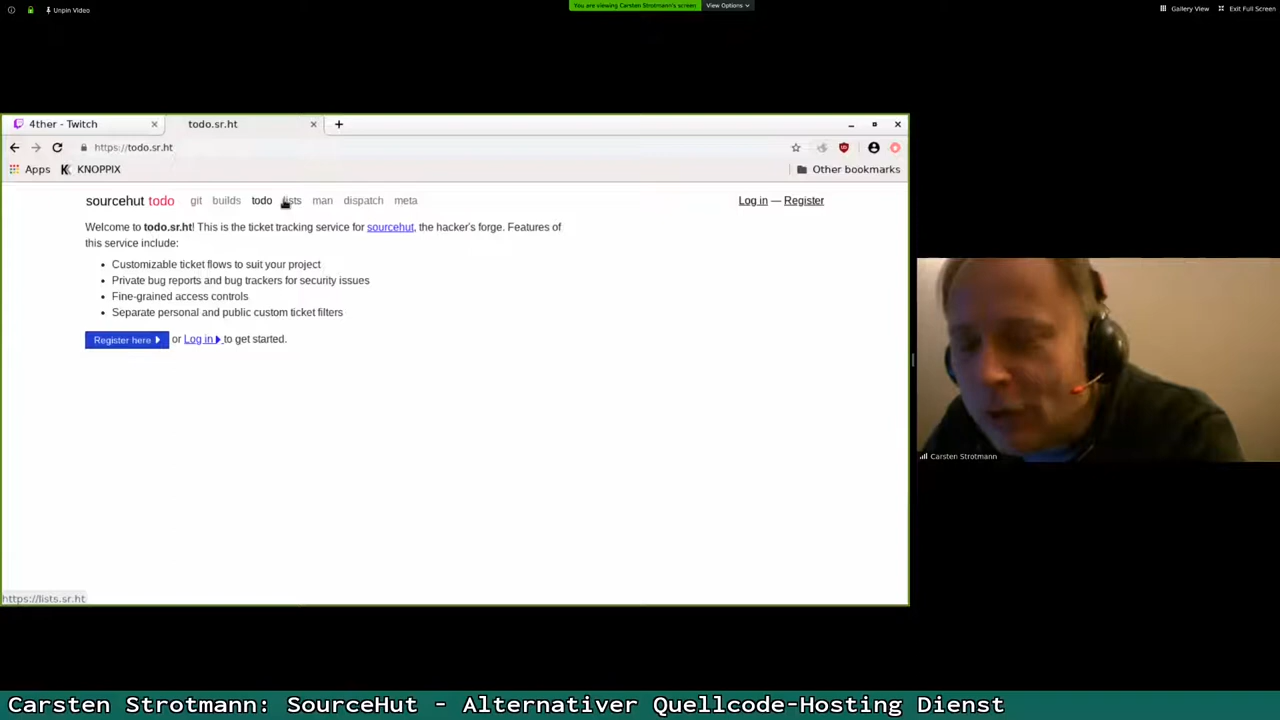 Unpin Video
You are viewing Carsten Strotmann's screen
View Options
Gallery View
Exit Full Screen
4ther - Twitch
todo.sr.ht
https://todo.sr.ht
Apps
KNOPPIX
Other bookmarks
sourcehut todo git builds todo lists man dispatch meta
Log in — Register
Welcome to todo.sr.ht! This is the ticket tracking service for sourcehut, the hacker's forge. Features of
this service include:
• Customizable ticket flows to suit your project
• Private bug reports and bug trackers for security issues
• Fine-grained access controls
• Separate personal and public custom ticket filters
Register here or Log in to get started.
Carsten Strotmann
https://lists.sr.ht
Carsten Strotmann: SourceHut - Alternativer Quellcode-Hosting Dienst